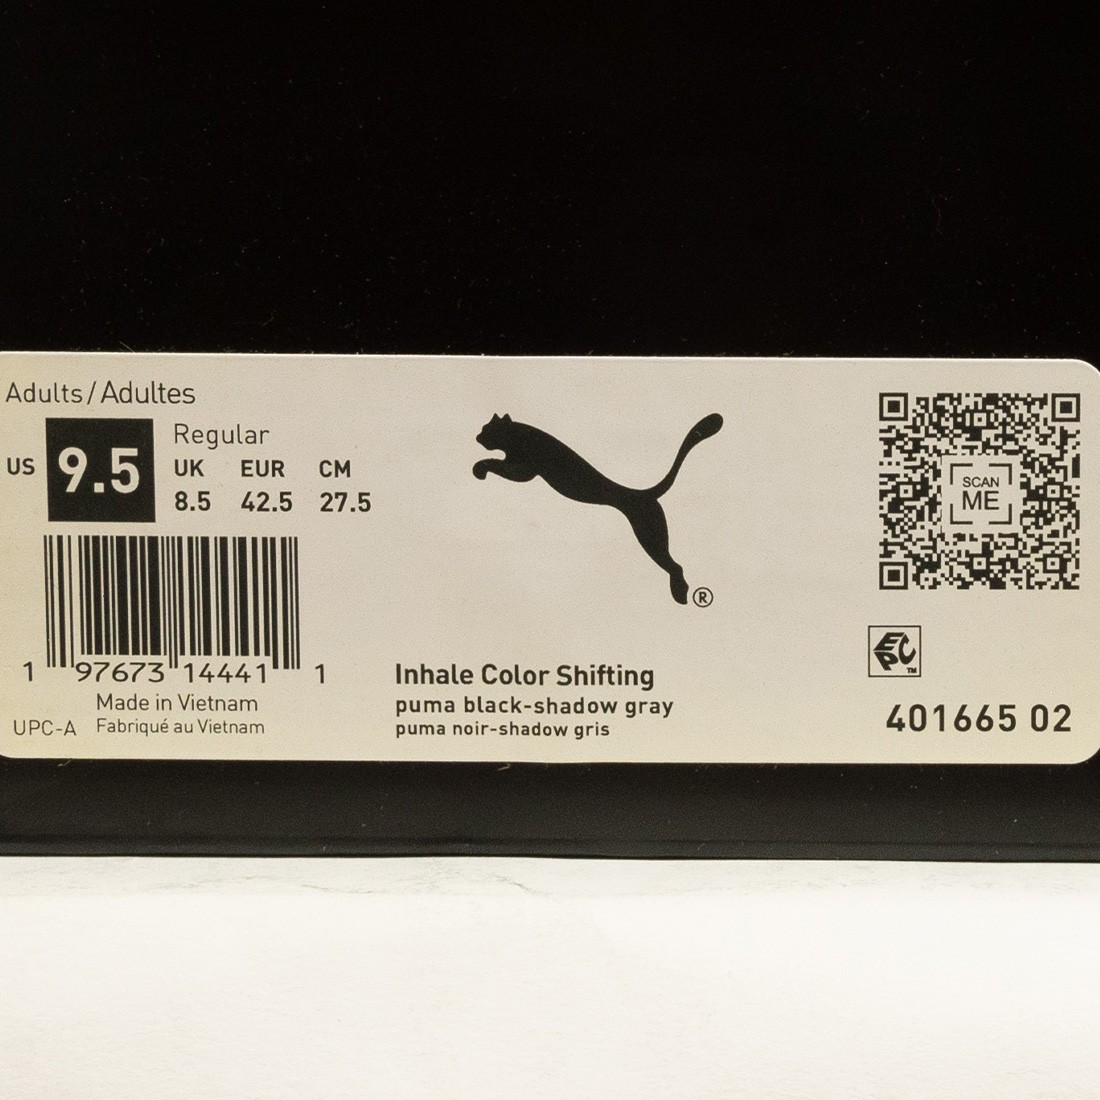 Adults/Adultes
US 9.5
Regular
UK EUR CM
8.5 42.5 27.5
1 97673 14441 1
Made in Vietnam
UPC-A Fabriqué au Vietnam
®
Inhale Color Shifting
puma black-shadow gray
puma noir-shadow gris
SCAN
ME
EPC™
401665 02